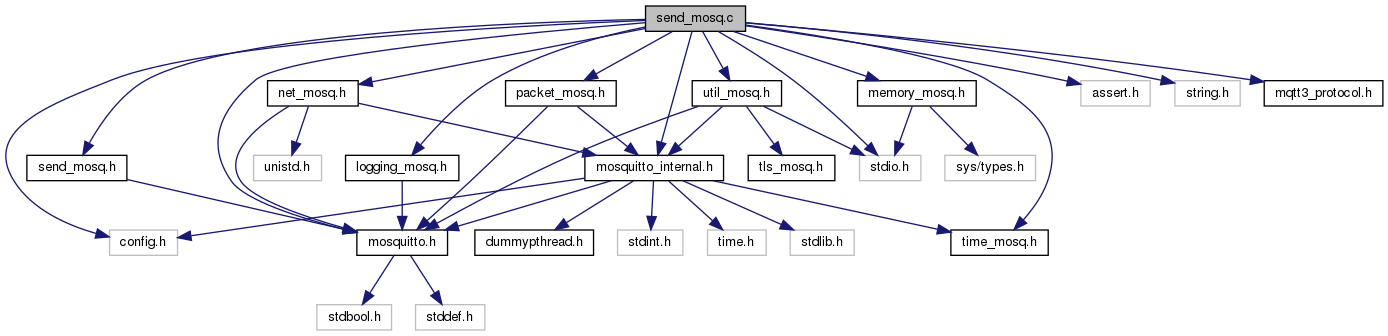 send_mosq.c
net_mosq.h
packet_mosq.h
util_mosq.h
memory_mosq.h
assert.h
string.h
mqtt3_protocol.h
send_mosq.h
unistd.h
logging_mosq.h
mosquitto_internal.h
tls_mosq.h
stdio.h
sys/types.h
config.h
mosquitto.h
dummypthread.h
stdint.h
time.h
stdlib.h
time_mosq.h
stdbool.h
stddef.h